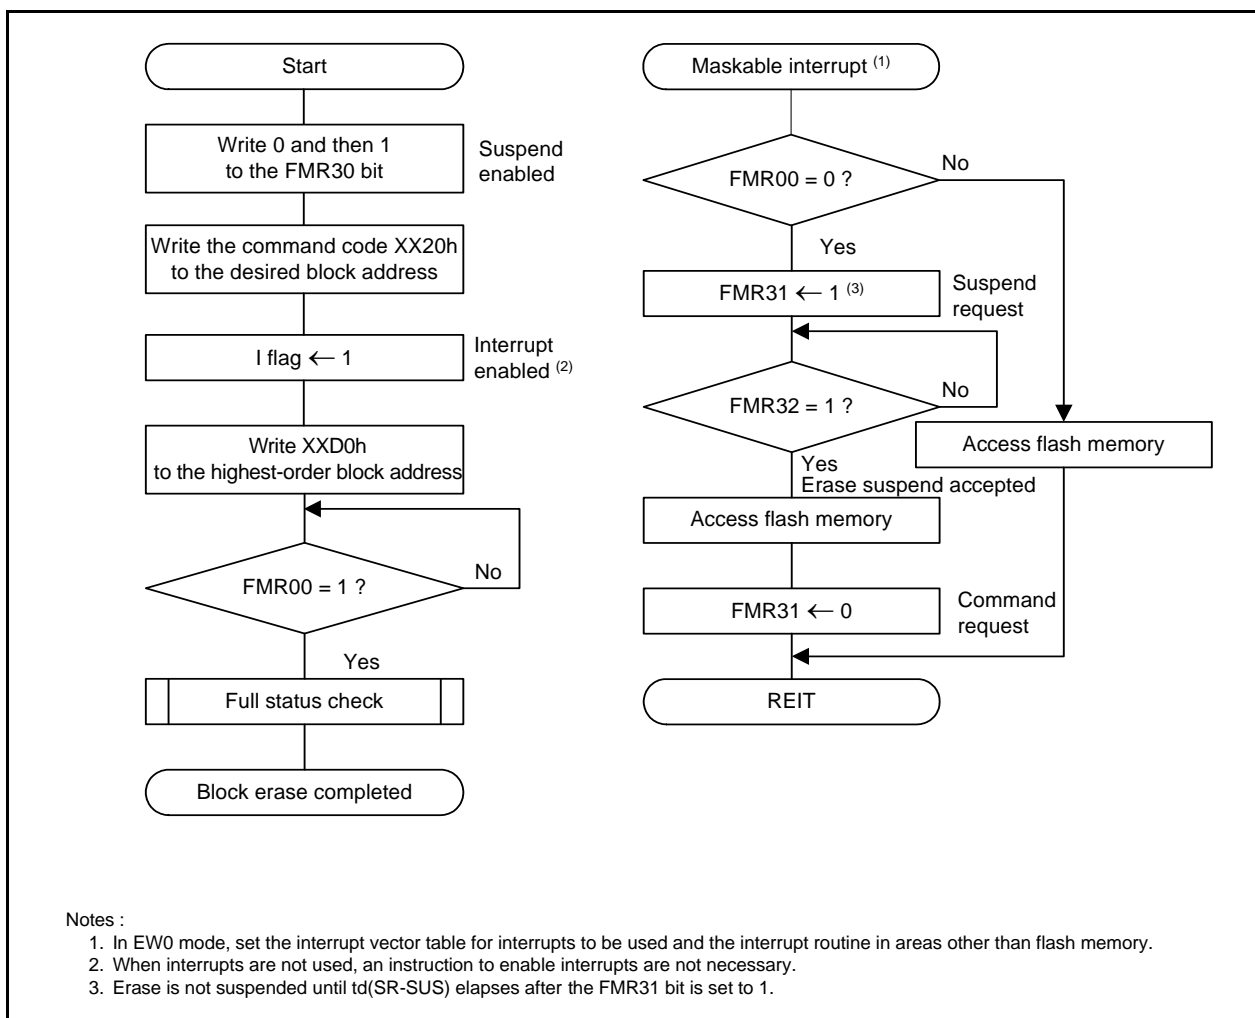 Start
Write 0 and then 1
to the FMR30 bit
Suspend
enabled
Write the command code XX20h
to the desired block address
I flag ← 1
Interrupt
enabled (2)
Write XXD0h
to the highest-order block address
FMR00 = 1 ?
No
Yes
Full status check
Block erase completed
Maskable interrupt (1)
FMR00 = 0 ?
No
Yes
FMR31 ← 1 (3)
Suspend
request
FMR32 = 1 ?
No
Yes
Erase suspend accepted
Access flash memory
Access flash memory
FMR31 ← 0
Command
request
REIT
Notes :
1. In EW0 mode, set the interrupt vector table for interrupts to be used and the interrupt routine in areas other than flash memory.
2. When interrupts are not used, an instruction to enable interrupts are not necessary.
3. Erase is not suspended until td(SR-SUS) elapses after the FMR31 bit is set to 1.